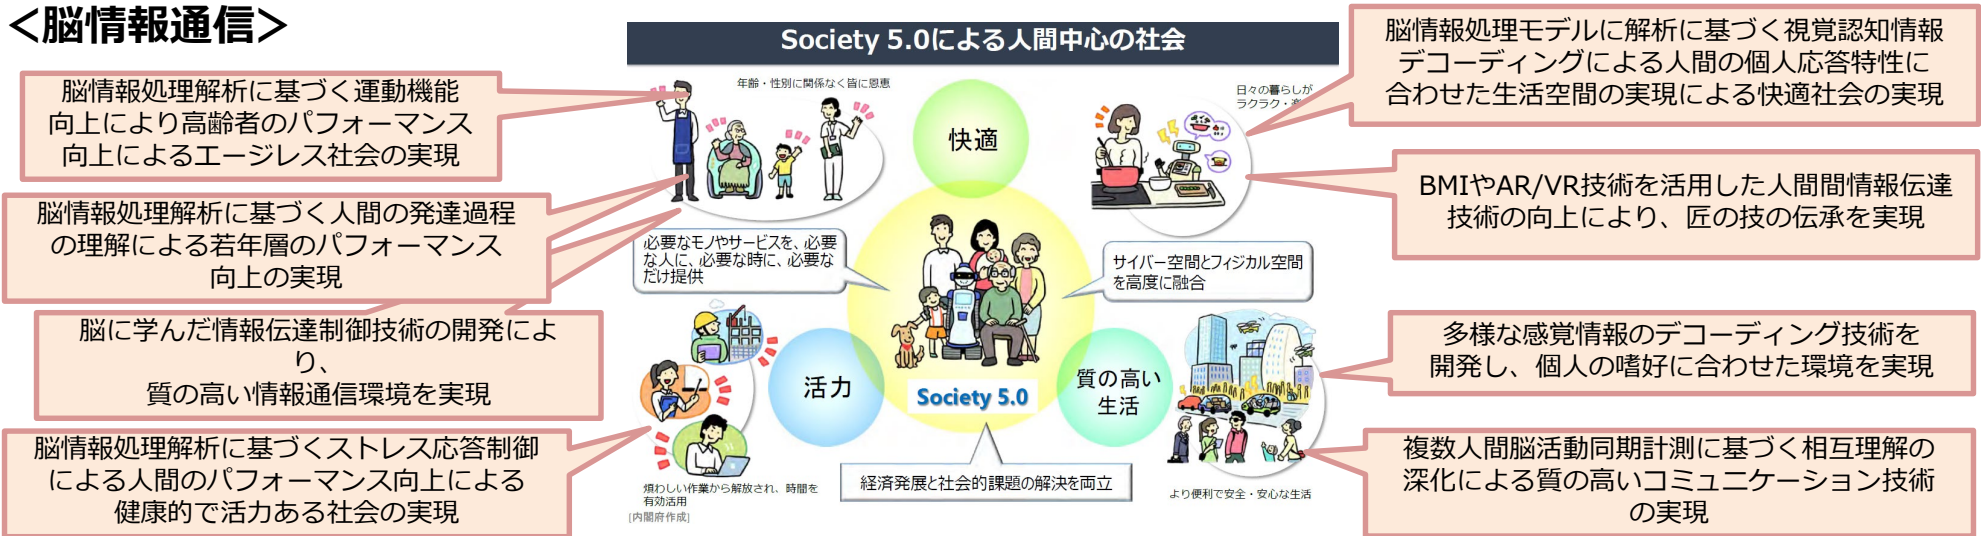 ＜脳情報通信＞
脳情報処理解析に基づく運動機能
向上により高齢者のパフォーマンス
向上によるエージレス社会の実現
脳情報処理解析に基づく人間の発達過程
の理解による若年層のパフォーマンス
向上の実現
脳に学んだ情報伝達制御技術の開発によ
り、
質の高い情報通信環境を実現
脳情報処理解析に基づくストレス応答制御
による人間のパフォーマンス向上による
健康的で活力ある社会の実現
Society 5.0による人間中心の社会
年齢・性別に関係なく皆に恩恵
快適
日々の暮らしが
ラクラク・
必要なモノやサービスを、必要
な人に、必要な時に、必要な
だけ提供
サイバー空間とフィジカル空間
を高度に融合
活力
Society 5.0
質の高い
生活
経済発展と社会的課題の解決を両立
煩わしい作業から解放され、時間を
有効活用
[内閣府作成]
より便利で安全・安心な生活
脳情報処理モデルに解析に基づく視覚認知情報
デコーディングによる人間の個人応答特性に
合わせた生活空間の実現による快適社会の実現
BMIやAR/VR技術を活用した人間間情報伝達
技術の向上により、匠の技の伝承を実現
多様な感覚情報のデコーディング技術を
開発し、個人の嗜好に合わせた環境を実現
複数人間脳活動同期計測に基づく相互理解の
深化による質の高いコミュニケーション技術
の実現